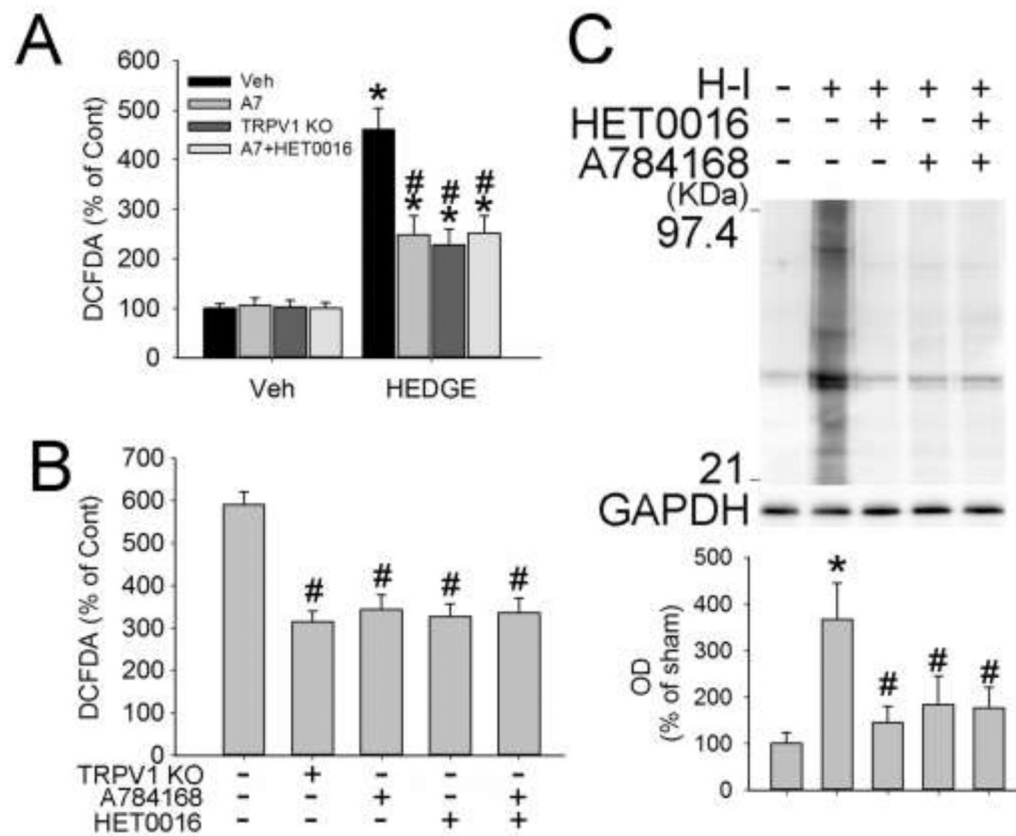 A
600
500
400
300
200
100
0
DCFDA (% of Cont)
Veh
A7
TRPV1 KO
A7+HET0016
*
# # #
* * *
Veh HEDGE
B
700
600
500
400
300
200
100
0
DCFDA (% of Cont)
# # # #
TRPV1 KO - + - - -
A784168 - - + - +
HET0016 - - - + +
C
H-I - + + + +
HET0016 - - + - +
A784168 - - - + +
(KDa)
97.4
21
GAPDH
500
400
300
200
100
0
OD
(% of sham)
*
# # #